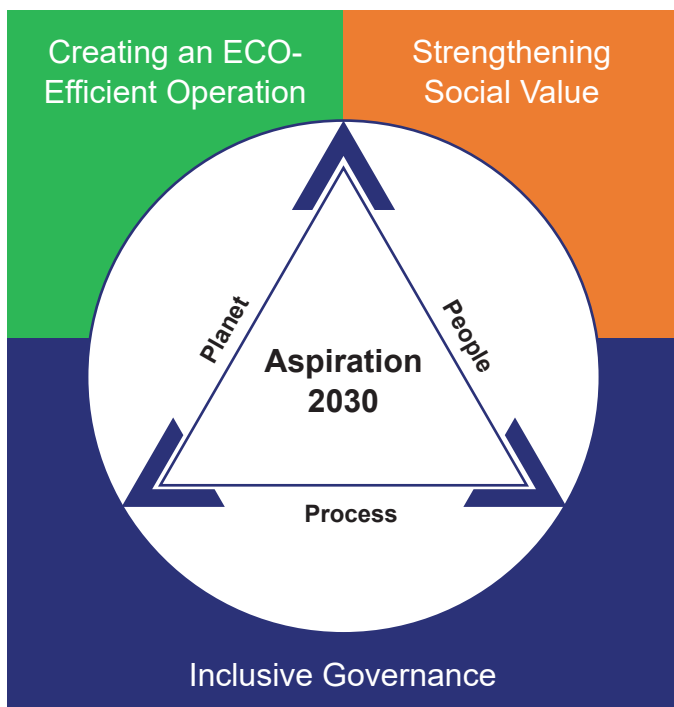 Creating an ECO-
Efficient Operation
Strengthening
Social Value
Planet
People
Aspiration
2030
Process
Inclusive Governance